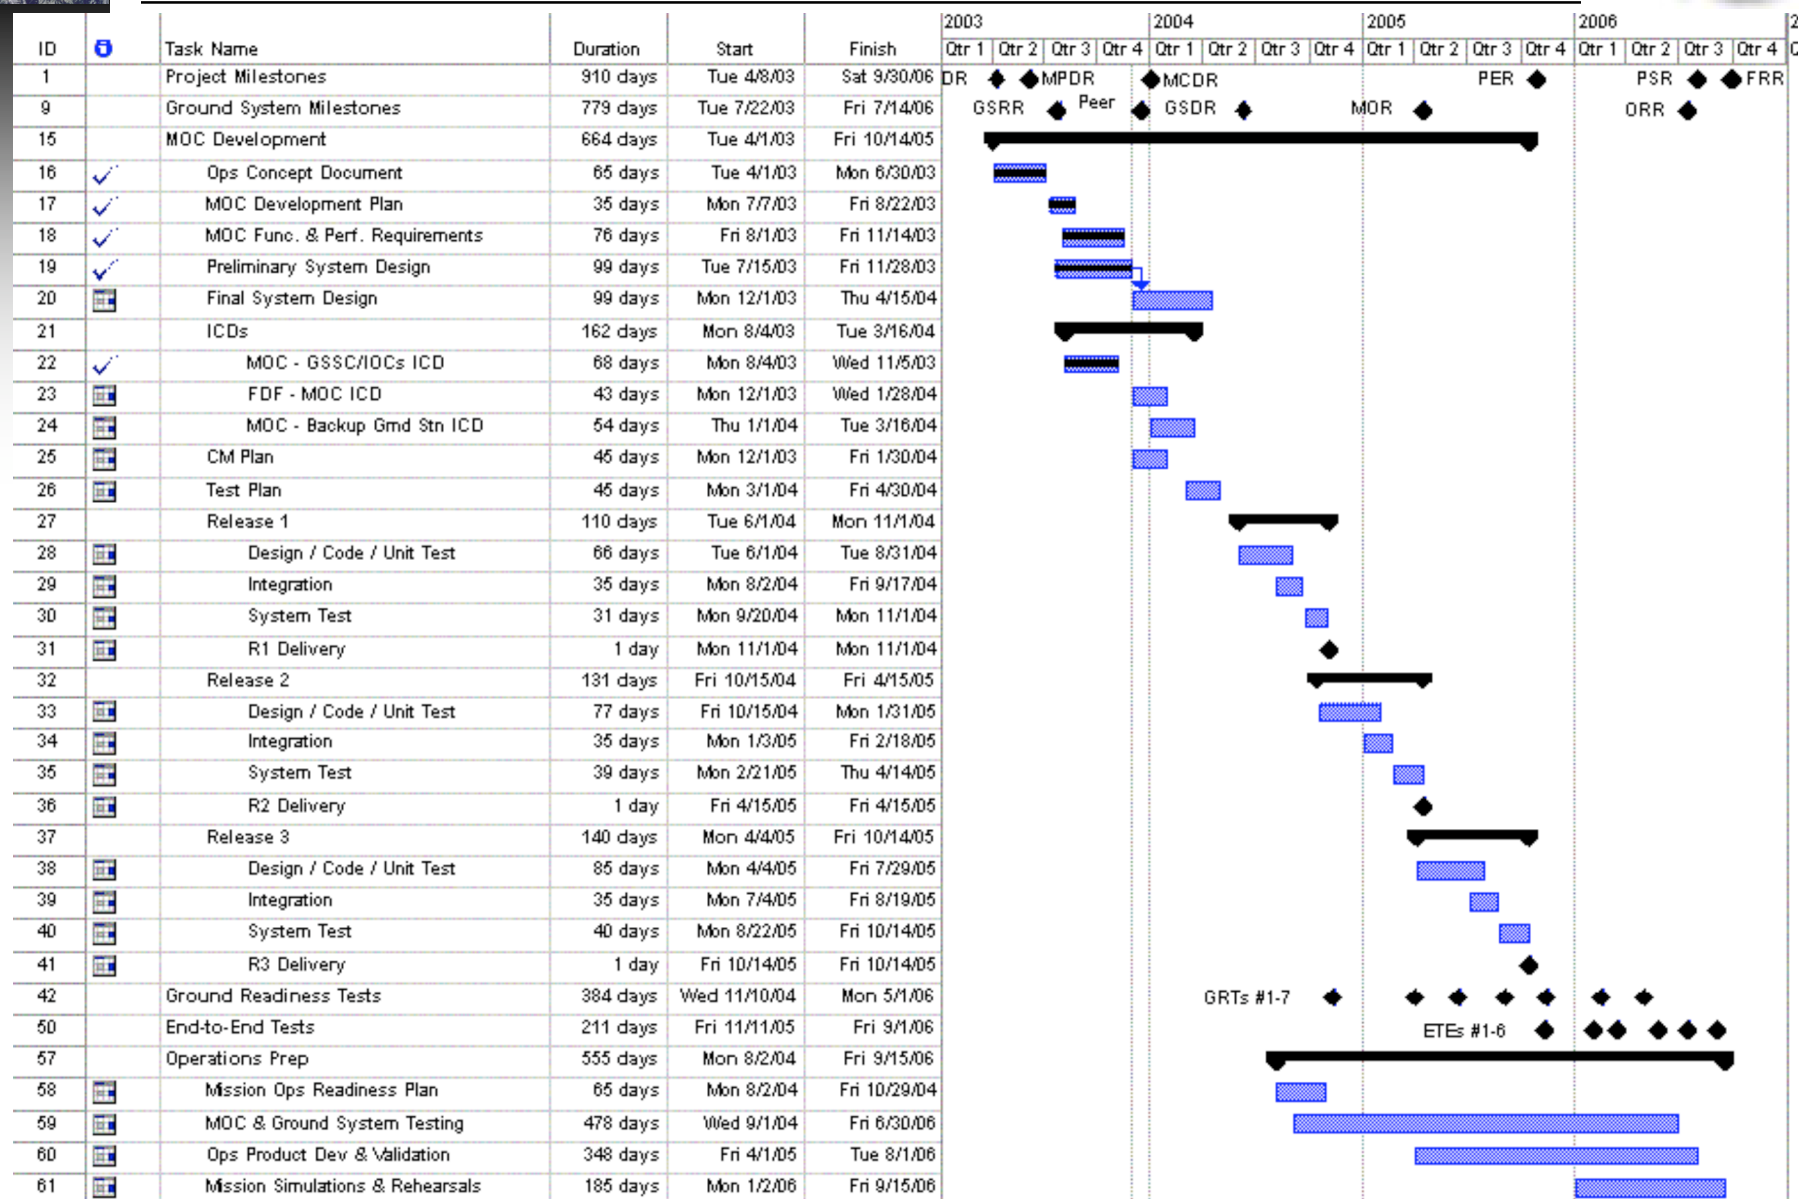 2003 2004 2005 2006 2
ID Task Name Duration Start Finish Qtr 1 Qtr 2 Qtr 3 Qtr 4 Qtr 1 Qtr 2 Qtr 3 Qtr 4 Qtr 1 Qtr 2 Qtr 3 Qtr 4 Qtr 1 Qtr 2 Qtr 3 Qtr 4
1 Project Milestones 910 days Tue 4/8/03 Sat 9/30/06 DR MPDR MCDR PER PSR FRR
9 Ground System Milestones 779 days Tue 7/22/03 Fri 7/14/06 GSRR Peer GSDR MOR ORR
15 MOC Development 664 days Tue 4/1/03 Fri 10/14/05
16 Ops Concept Document 65 days Tue 4/1/03 Mon 6/30/03
17 MOC Development Plan 35 days Mon 7/7/03 Fri 8/22/03
18 MOC Func. & Perf. Requirements 76 days Fri 8/1/03 Fri 11/14/03
19 Preliminary System Design 99 days Tue 7/15/03 Fri 11/28/03
20 Final System Design 99 days Mon 12/1/03 Thu 4/15/04
21 ICDs 162 days Mon 8/4/03 Tue 3/16/04
22 MOC - GSSC/IOCs ICD 68 days Mon 8/4/03 Wed 11/5/03
23 FDF - MOC ICD 43 days Mon 12/1/03 Wed 1/28/04
24 MOC - Backup Grnd Stn ICD 54 days Thu 1/1/04 Tue 3/16/04
25 CM Plan 45 days Mon 12/1/03 Fri 1/30/04
26 Test Plan 45 days Mon 3/1/04 Fri 4/30/04
27 Release 1 110 days Tue 6/1/04 Mon 11/1/04
28 Design / Code / Unit Test 66 days Tue 6/1/04 Tue 8/31/04
29 Integration 35 days Mon 8/2/04 Fri 9/17/04
30 System Test 31 days Mon 9/20/04 Mon 11/1/04
31 R1 Delivery 1 day Mon 11/1/04 Mon 11/1/04
32 Release 2 131 days Fri 10/15/04 Fri 4/15/05
33 Design / Code / Unit Test 77 days Fri 10/15/04 Mon 1/31/05
34 Integration 35 days Mon 1/3/05 Fri 2/18/05
35 System Test 39 days Mon 2/21/05 Thu 4/14/05
36 R2 Delivery 1 day Fri 4/15/05 Fri 4/15/05
37 Release 3 140 days Mon 4/4/05 Fri 10/14/05
38 Design / Code / Unit Test 85 days Mon 4/4/05 Fri 7/29/05
39 Integration 35 days Mon 7/4/05 Fri 8/19/05
40 System Test 40 days Mon 8/22/05 Fri 10/14/05
41 R3 Delivery 1 day Fri 10/14/05 Fri 10/14/05
42 Ground Readiness Tests 384 days Wed 11/10/04 Mon 5/1/06 GRTs #1-7
50 End-to-End Tests 211 days Fri 11/11/05 Fri 9/1/06 ETEs #1-6
57 Operations Prep 555 days Mon 8/2/04 Fri 9/15/06
58 Mission Ops Readiness Plan 65 days Mon 8/2/04 Fri 10/29/04
59 MOC & Ground System Testing 478 days Wed 9/1/04 Fri 6/30/06
60 Ops Product Dev & Validation 348 days Fri 4/1/05 Tue 8/1/06
61 Mission Simulations & Rehearsals 185 days Mon 1/2/06 Fri 9/15/06